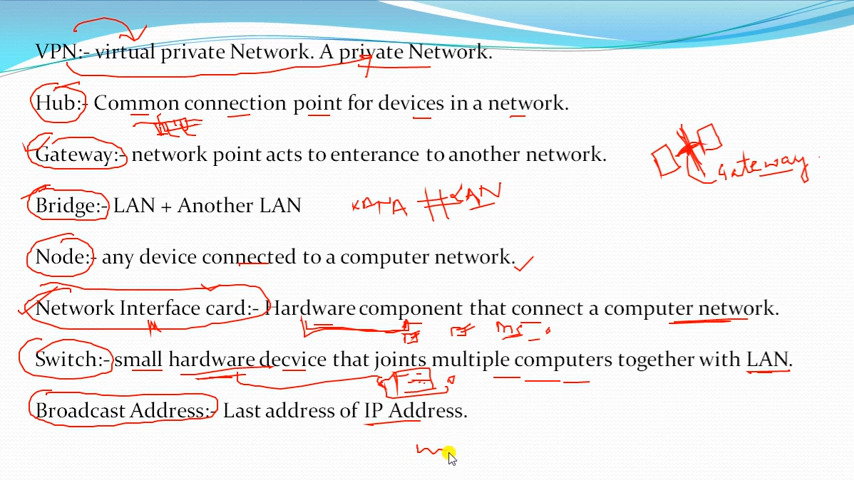 VPN:- virtual private Network. A private Network.
Hub:- Common connection point for devices in a network.
Gateway:- network point acts to enterance to another network.
Gateway
Bridge:- LAN + Another LAN
LAN
Node:- any device connected to a computer network.
Network Interface card:- Hardware component that connect a computer network.
Switch:- small hardware decvice that joints multiple computers together with LAN.
Broadcast Address:- Last address of IP Address.